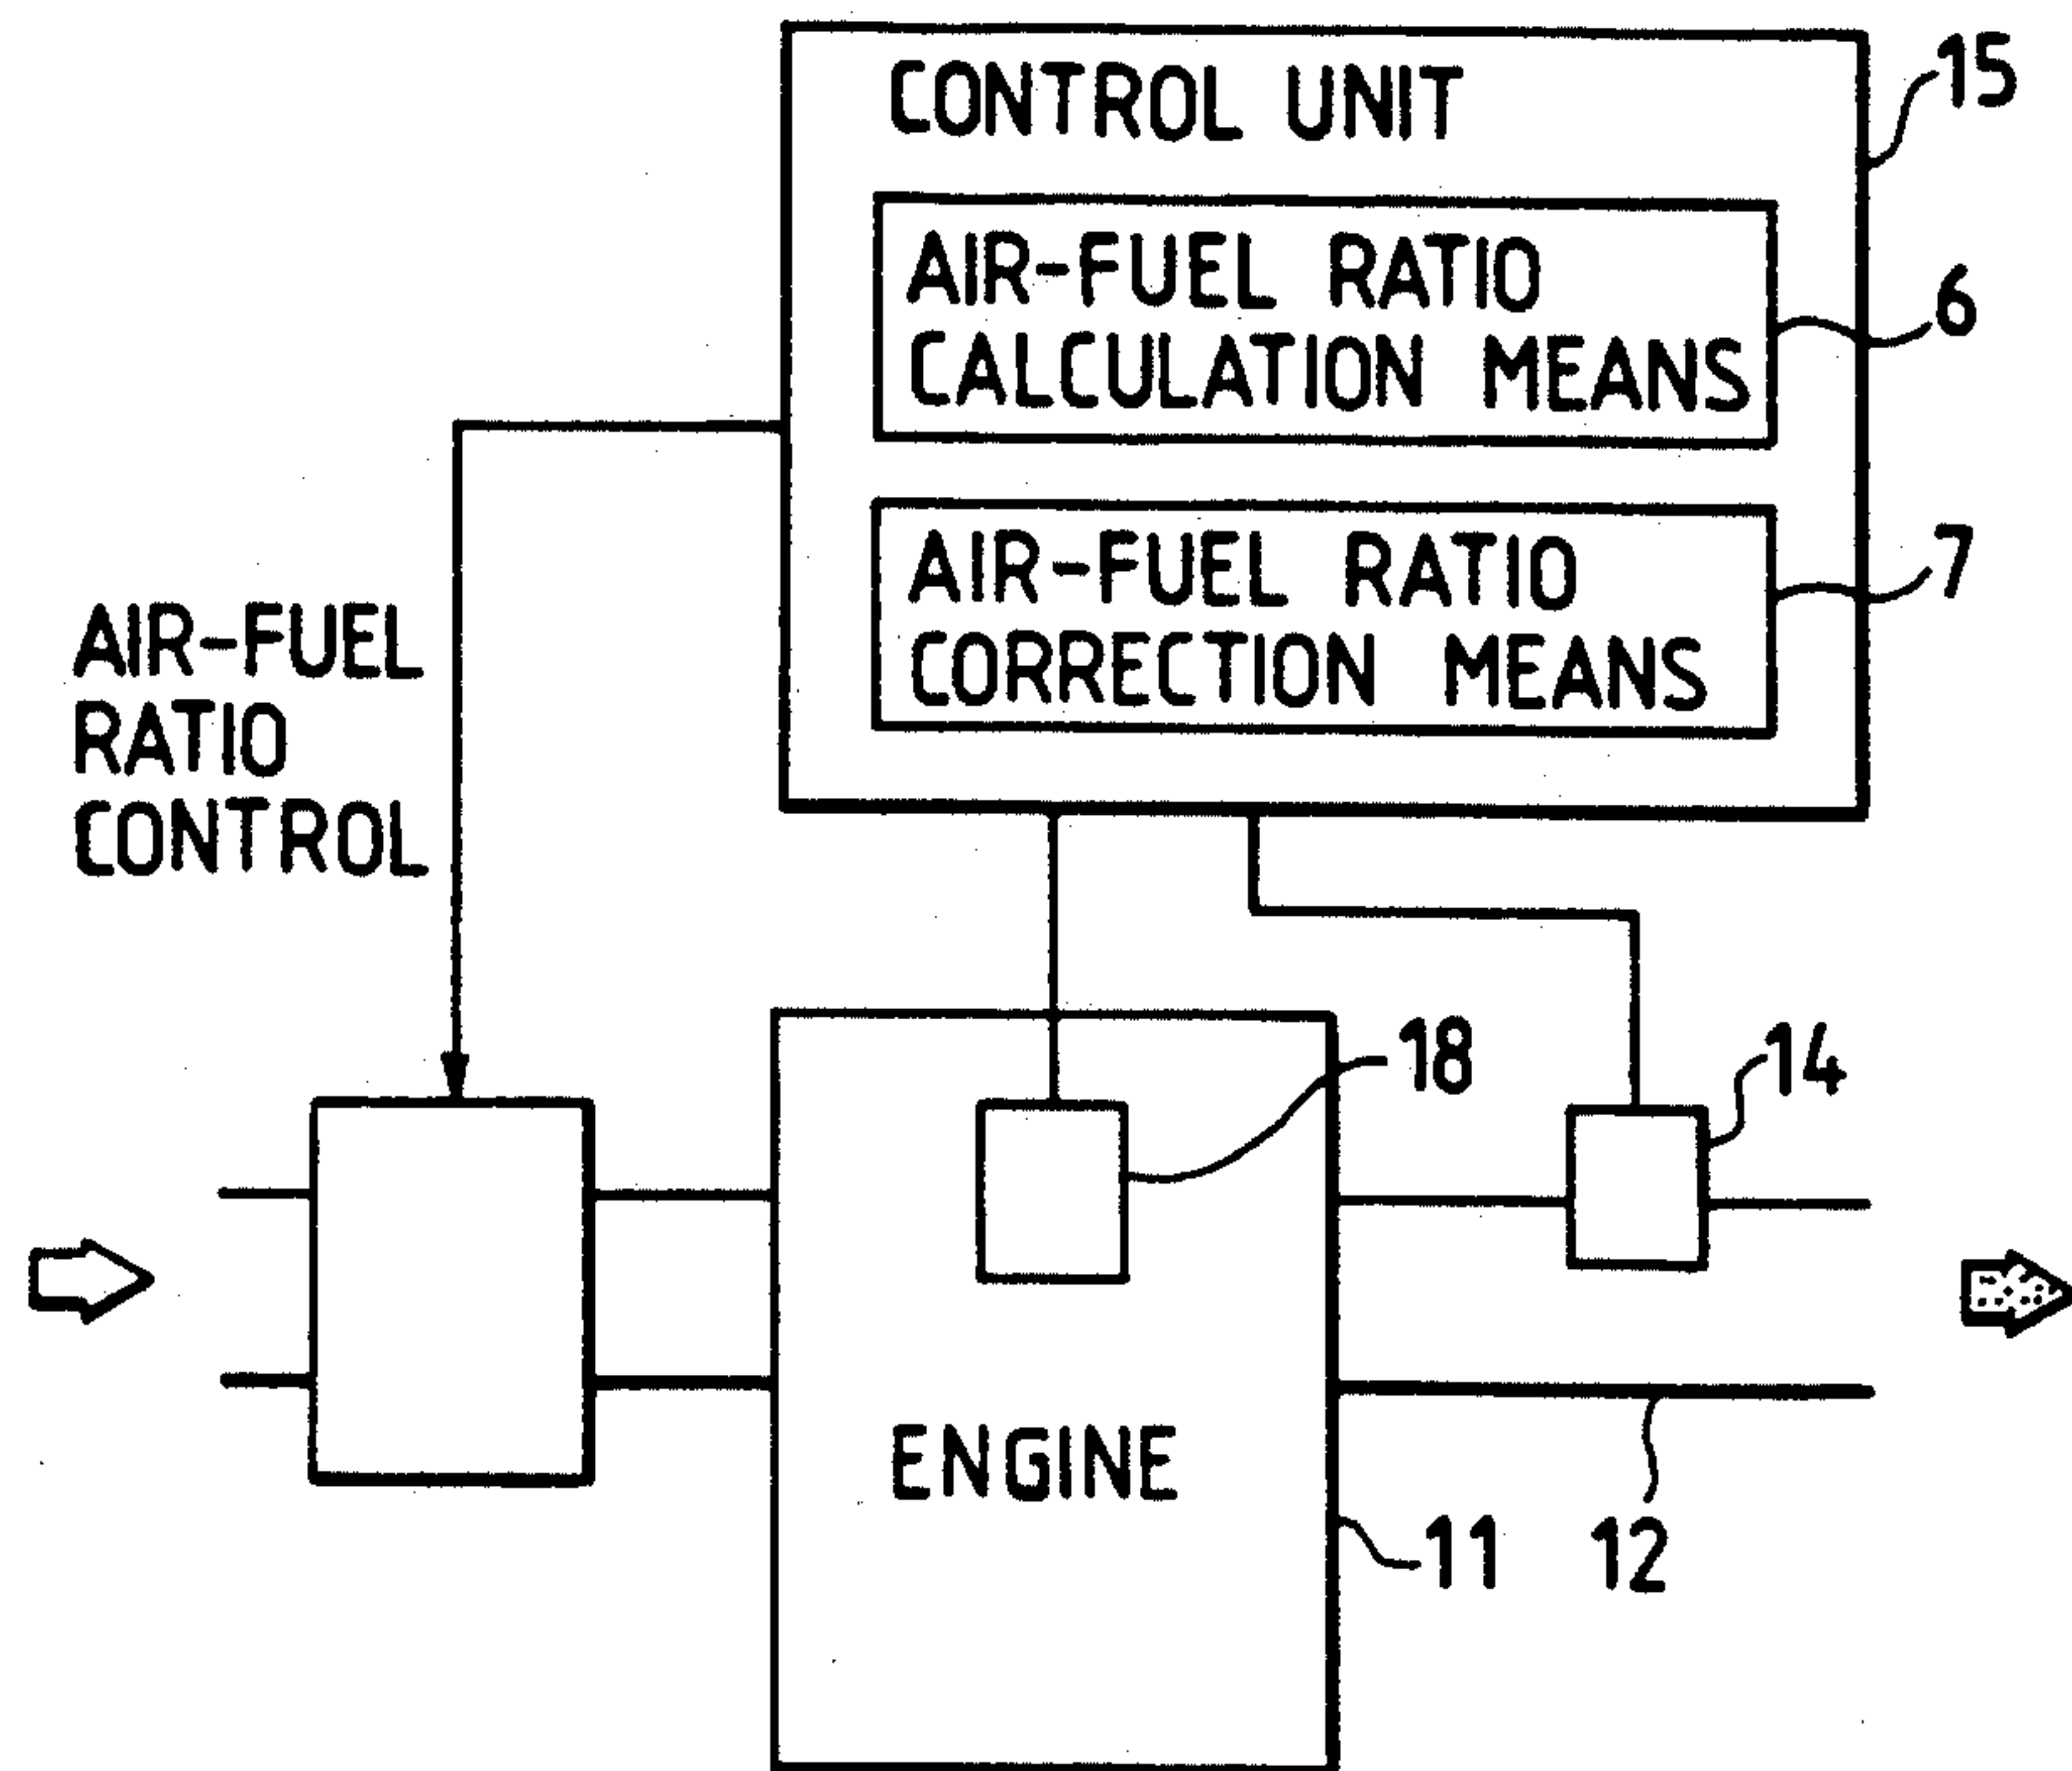 CONTROL UNIT
15
AIR-FUEL RATIO
CALCULATION MEANS
6
AIR-FUEL RATIO
CORRECTION MEANS
7
AIR-FUEL
RATIO
CONTROL
18
14
ENGINE
11
12